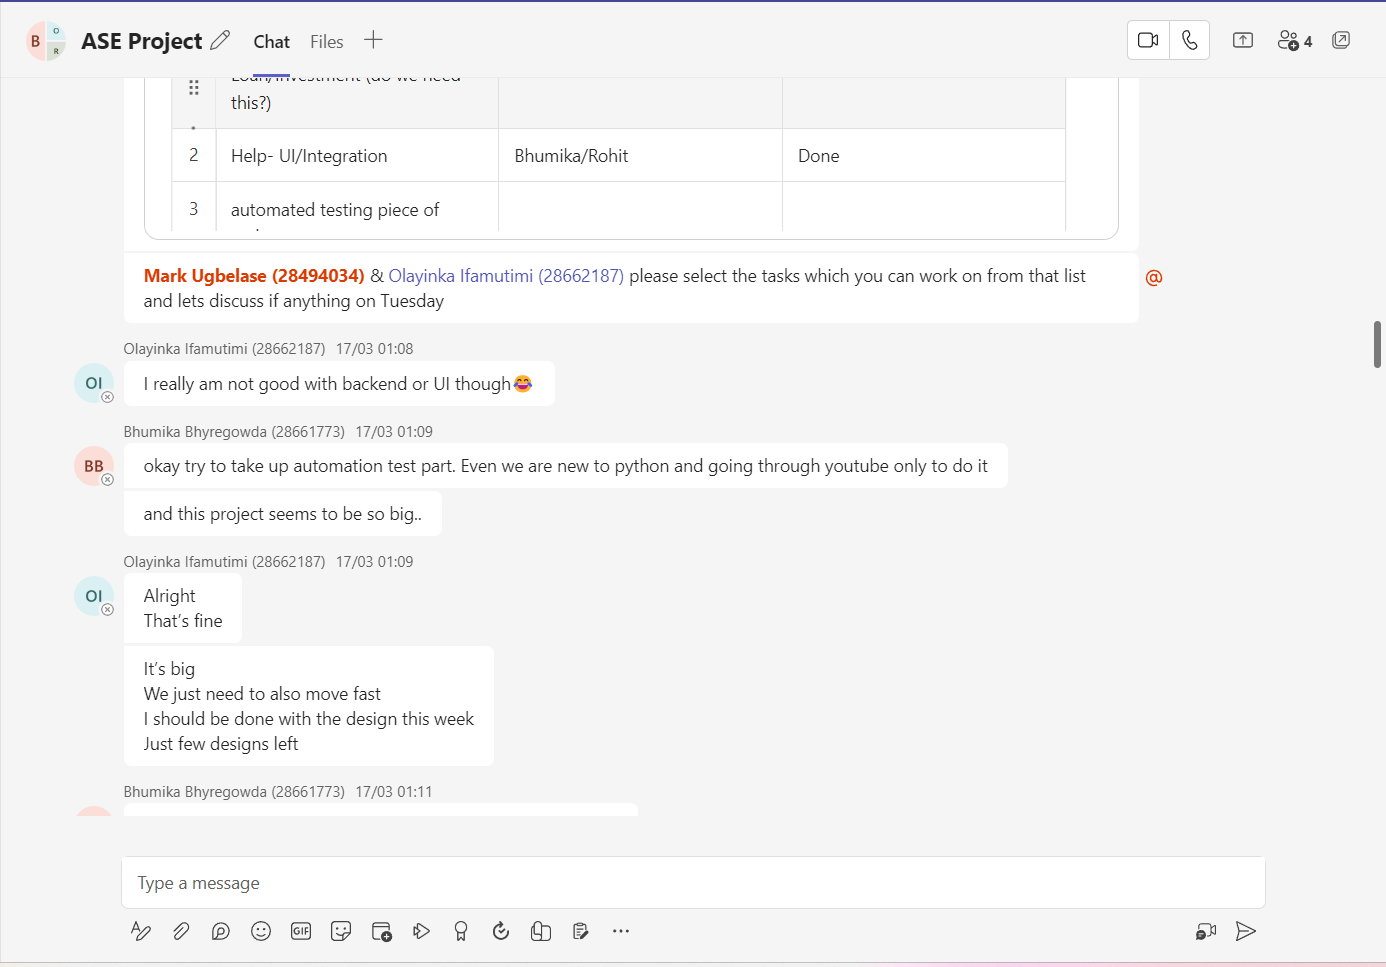 B
O
R
ASE Project
Chat
Files
4
Loan/Investment (do we need
this?)
2
Help- UI/Integration
Bhumika/Rohit
Done
3
automated testing piece of
Mark Ugbelase (28494034) & Olayinka Ifamutimi (28662187) please select the tasks which you can work on from that list
and lets discuss if anything on Tuesday
@
Olayinka Ifamutimi (28662187) 17/03 01:08
OI
I really am not good with backend or UI though😂
Bhumika Bhyregowda (28661773) 17/03 01:09
BB
okay try to take up automation test part. Even we are new to python and going through youtube only to do it
and this project seems to be so big..
Olayinka Ifamutimi (28662187) 17/03 01:09
OI
Alright
That's fine
It's big
We just need to also move fast
I should be done with the design this week
Just few designs left
Bhumika Bhyregowda (28661773) 17/03 01:11
Type a message
GIF